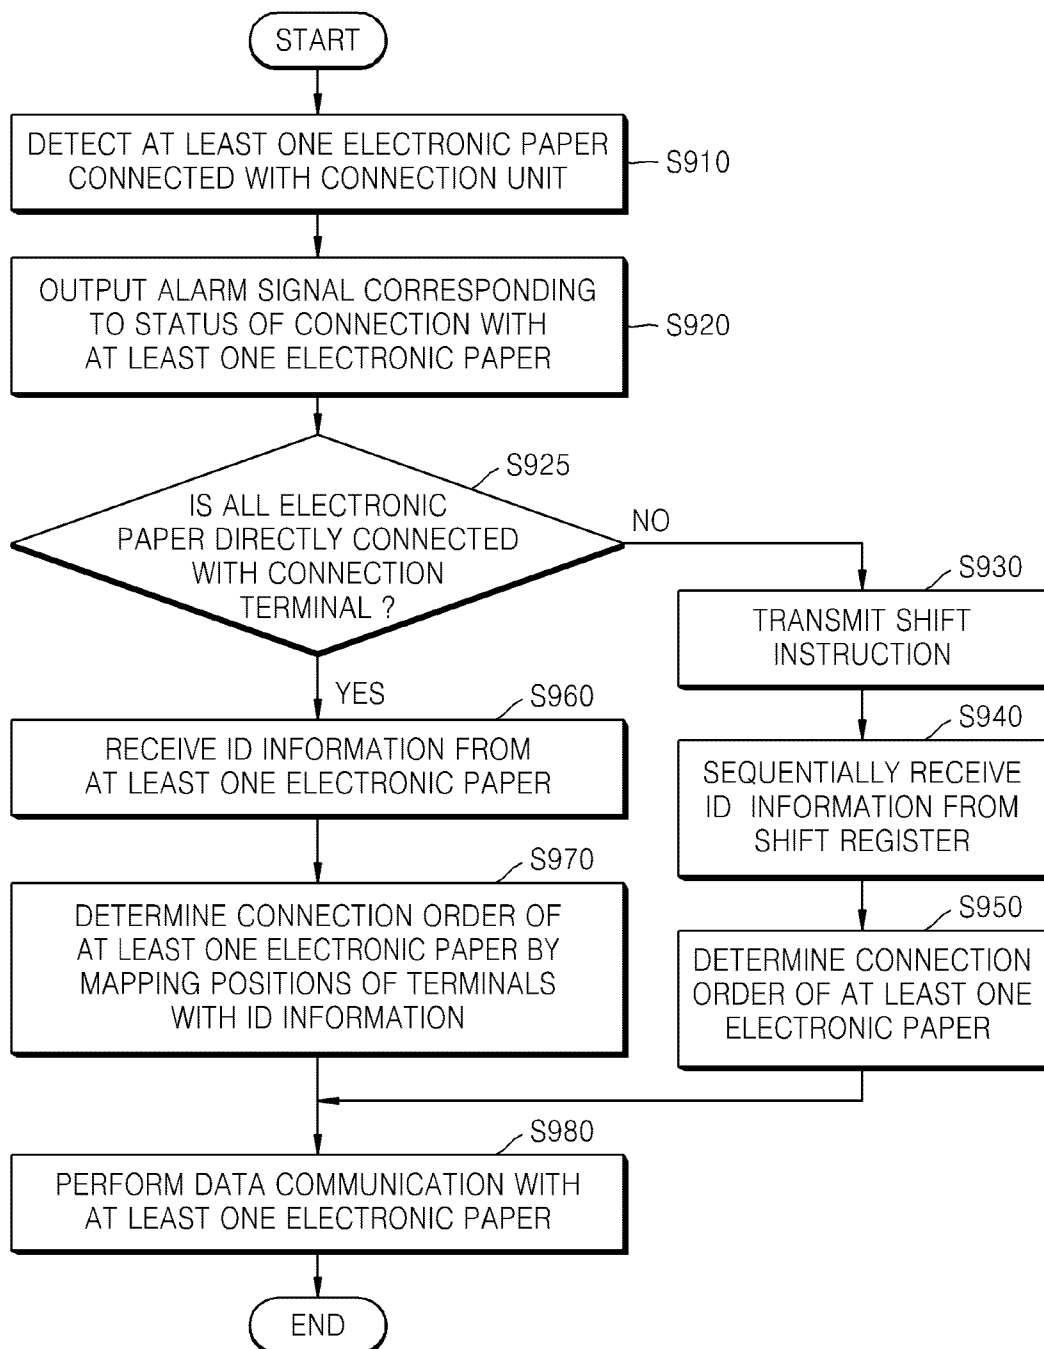 START
DETECT AT LEAST ONE ELECTRONIC PAPER
CONNECTED WITH CONNECTION UNIT
S910
OUTPUT ALARM SIGNAL CORRESPONDING
TO STATUS OF CONNECTION WITH
AT LEAST ONE ELECTRONIC PAPER
S920
S925
IS ALL ELECTRONIC
PAPER DIRECTLY CONNECTED
WITH CONNECTION
TERMINAL ?
NO
S930
TRANSMIT SHIFT
INSTRUCTION
S940
SEQUENTIALLY RECEIVE
ID INFORMATION FROM
SHIFT REGISTER
S950
DETERMINE CONNECTION
ORDER OF AT LEAST ONE
ELECTRONIC PAPER
YES
S960
RECEIVE ID INFORMATION FROM
AT LEAST ONE ELECTRONIC PAPER
S970
DETERMINE CONNECTION ORDER OF
AT LEAST ONE ELECTRONIC PAPER BY
MAPPING POSITIONS OF TERMINALS
WITH ID INFORMATION
S980
PERFORM DATA COMMUNICATION WITH
AT LEAST ONE ELECTRONIC PAPER
END